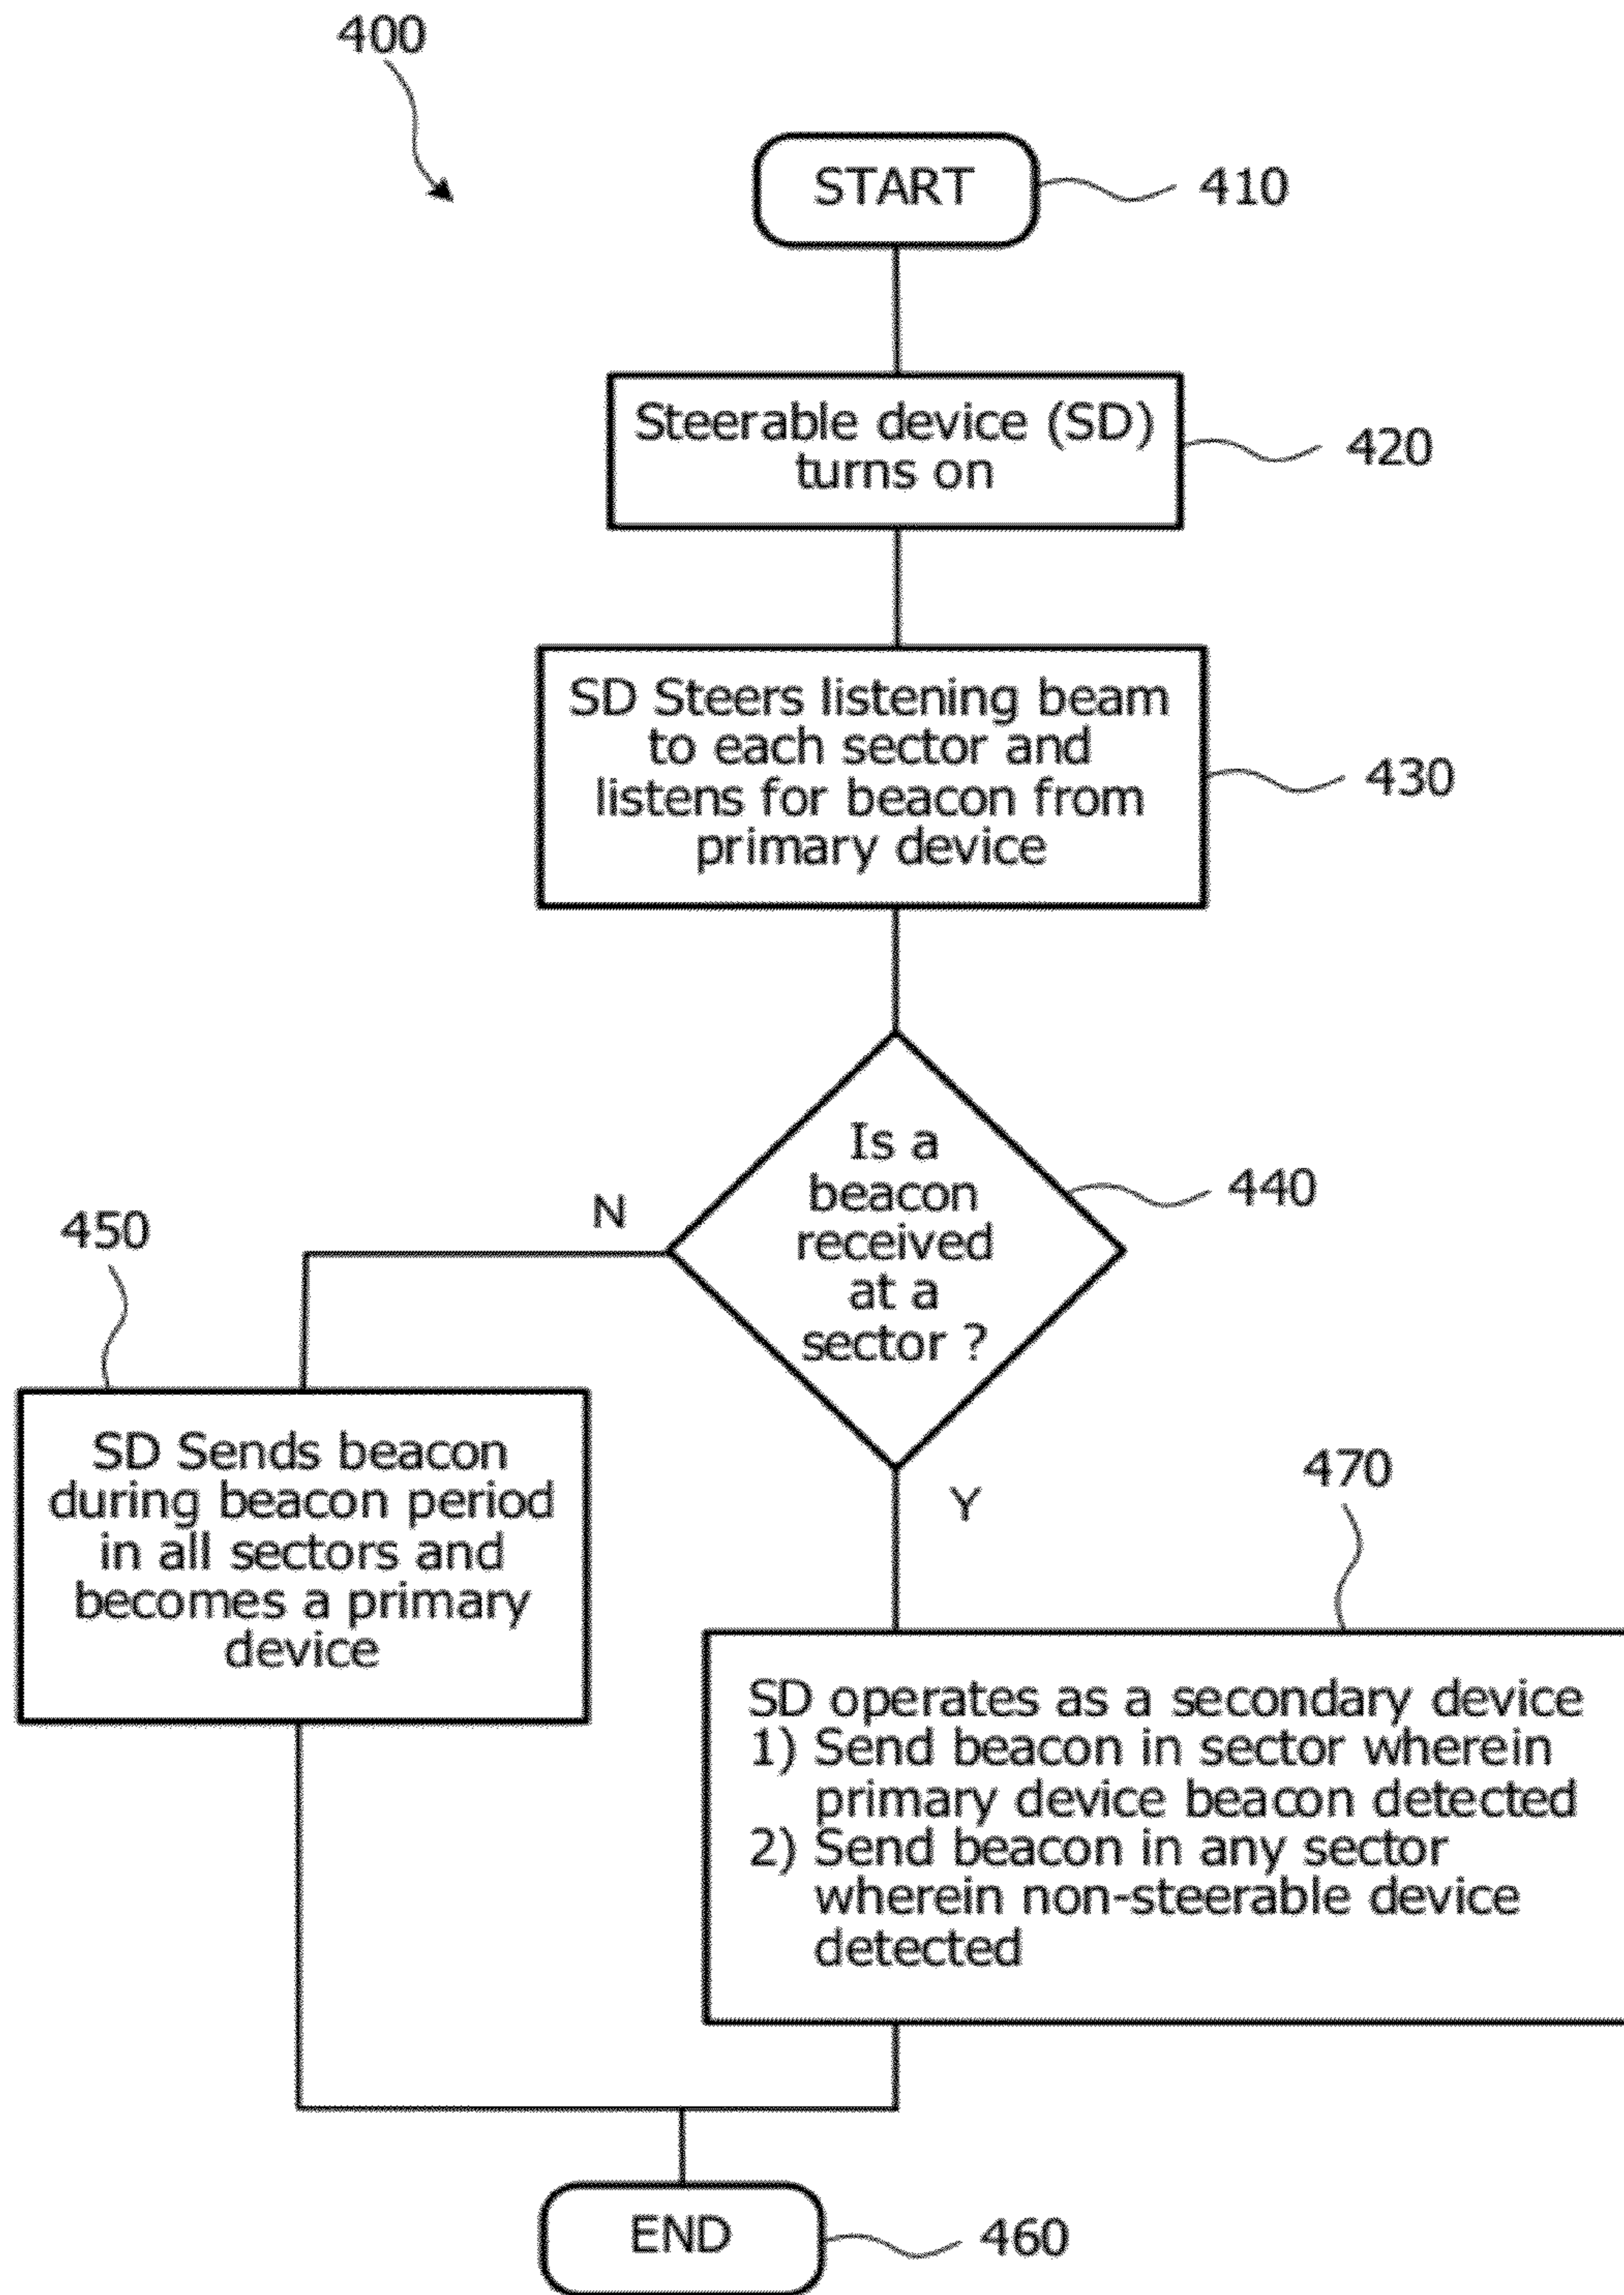 400
START
410
Steerable device (SD)
turns on
420
SD Steers listening beam
to each sector and
listens for beacon from
primary device
430
Is a
beacon
received
at a
sector ?
440
N
450
SD Sends beacon
during beacon period
in all sectors and
becomes a primary
device
Y
470
SD operates as a secondary device
1) Send beacon in sector wherein
primary device beacon detected
2) Send beacon in any sector
wherein non-steerable device
detected
END
460